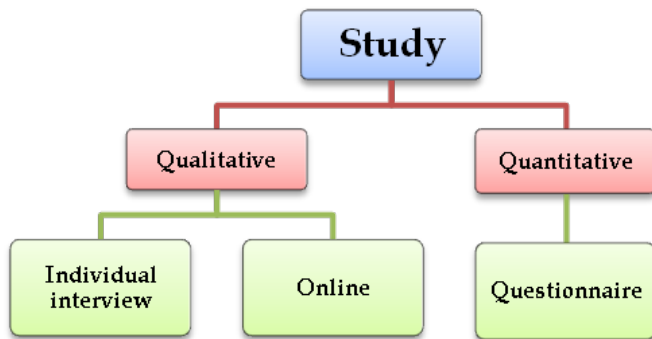 Study
Qualitative
Quantitative
Individual
interview
Online
Questionnaire